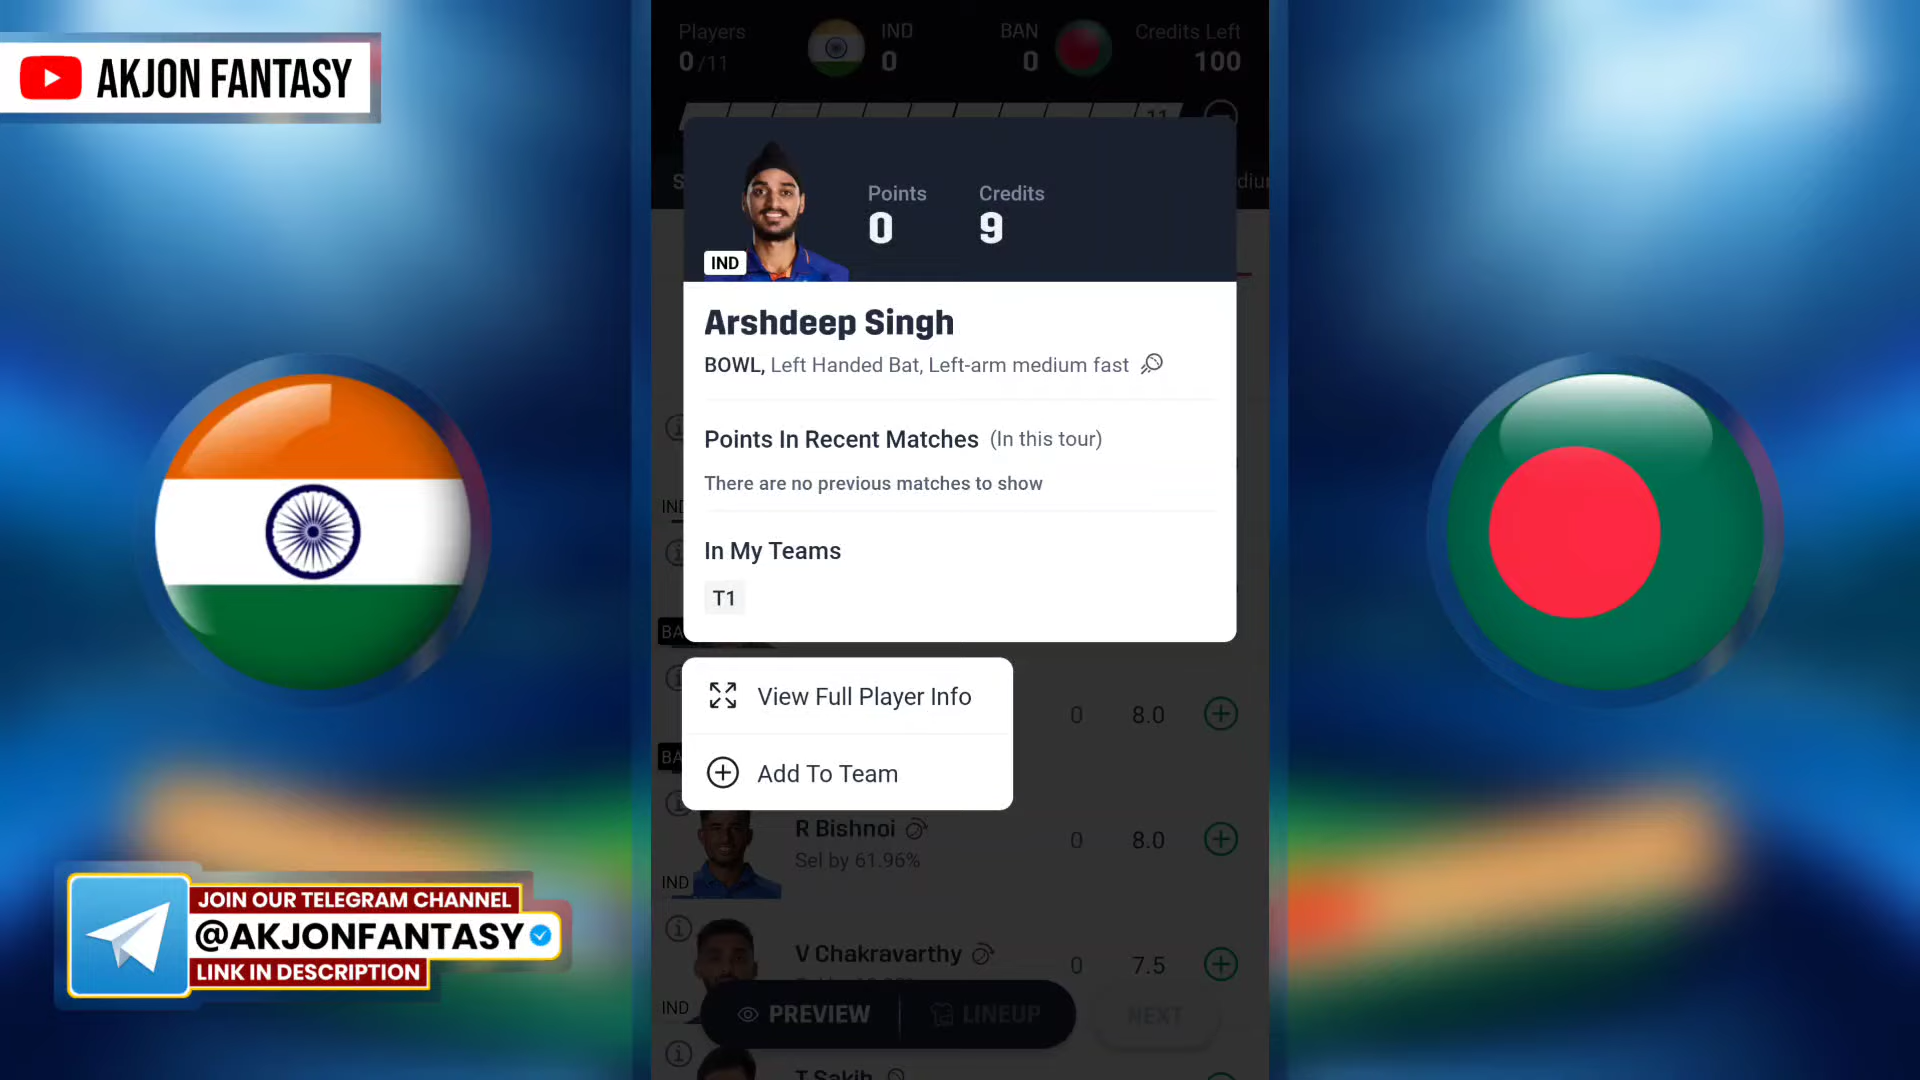 AKJON FANTASY
Players
0/11
IND
0
BAN
0
Credits Left
100
11
Points
0
Credits
9
IND
Arshdeep Singh
BOWL, Left Handed Bat, Left-arm medium fast
Points In Recent Matches (In this tour)
There are no previous matches to show
In My Teams
T1
View Full Player Info
Add To Team
0 8.0
R Bishnoi
Sel by 61.96%
IND
0 8.0
V Chakravarthy
0 7.5
IND
PREVIEW
LINEUP
NEXT
T Sakib
JOIN OUR TELEGRAM CHANNEL
@AKJONFANTASY
LINK IN DESCRIPTION